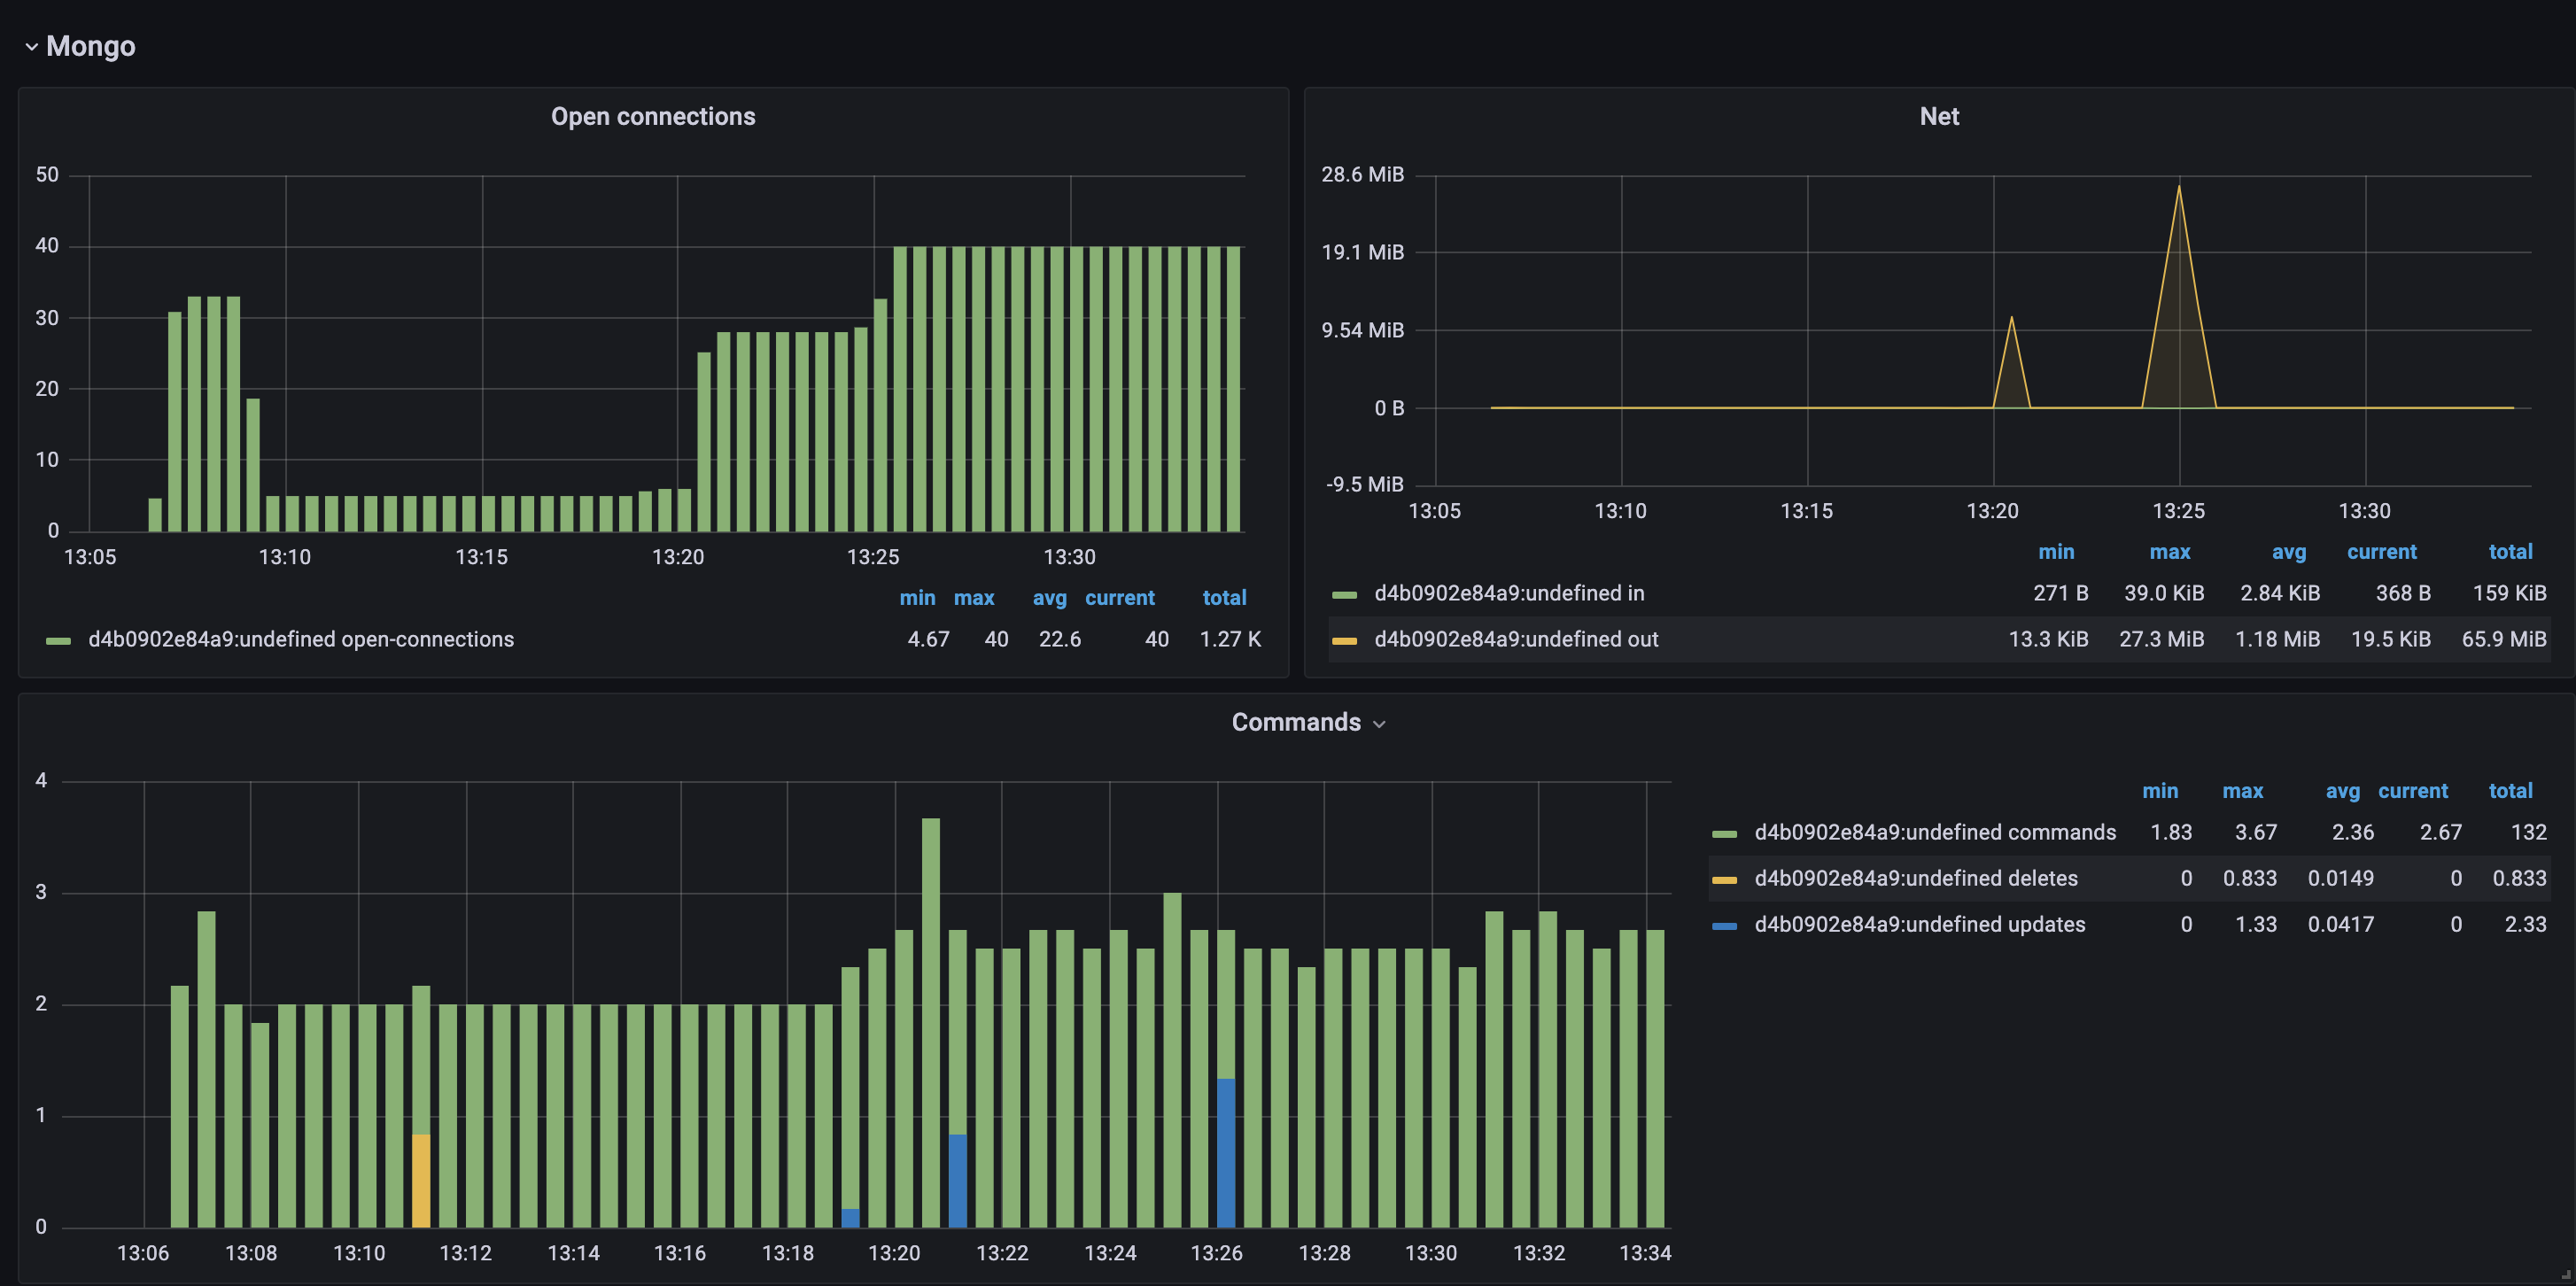 Mongo
Open connections
50
40
30
20
10
0
13:05 13:10 13:15 13:20 13:25 13:30
min max avg current total
d4b0902e84a9:undefined open-connections 4.67 40 22.6 40 1.27 K
Net
28.6 MiB
19.1 MiB
9.54 MiB
0 B
-9.5 MiB
13:05 13:10 13:15 13:20 13:25 13:30
min max avg current total
d4b0902e84a9:undefined in 271 B 39.0 KiB 2.84 KiB 368 B 159 KiB
d4b0902e84a9:undefined out 13.3 KiB 27.3 MiB 1.18 MiB 19.5 KiB 65.9 MiB
Commands
4
3
2
1
0
13:06 13:08 13:10 13:12 13:14 13:16 13:18 13:20 13:22 13:24 13:26 13:28 13:30 13:32 13:34
min max avg current total
d4b0902e84a9:undefined commands 1.83 3.67 2.36 2.67 132
d4b0902e84a9:undefined deletes 0 0.833 0.0149 0 0.833
d4b0902e84a9:undefined updates 0 1.33 0.0417 0 2.33